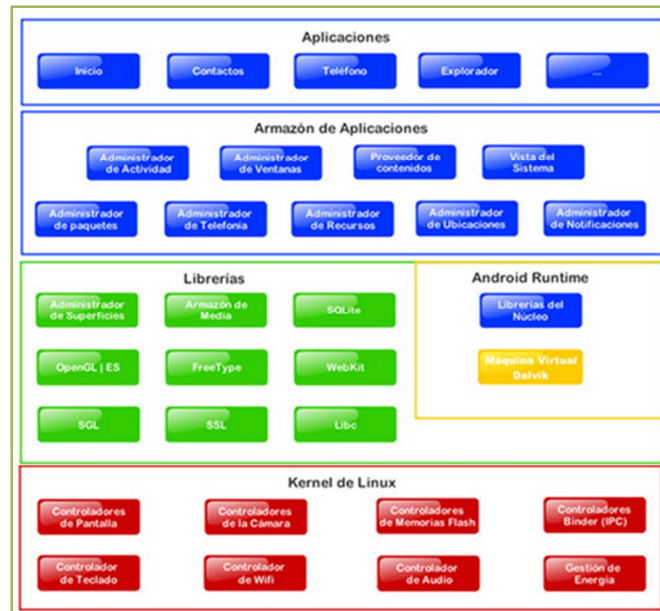 Aplicaciones
Inicio
Contactos
Teléfono
Explorador
...
Armazón de Aplicaciones
Administrador
de Actividad
Administrador
de Ventanas
Proveedor de
contenidos
Vista del
Sistema
Administrador
de paquetes
Administrador
de Telefonía
Administrador
de Recursos
Administrador
de Ubicaciones
Administrador
de Notificaciones
Librerías
Administrador
de Superficies
Armazón de
Media
SQLite
OpenGL | ES
FreeType
WebKit
SGL
SSL
Libc
Android Runtime
Librerías del
Núcleo
Máquina Virtual
Dalvik
Kernel de Linux
Controladores
de Pantalla
Controladores
de la Cámara
Controladores
de Memorias Flash
Controladores
Binder (IPC)
Controlador
de Teclado
Controlador
de Wifi
Controlador
de Audio
Gestión de
Energía